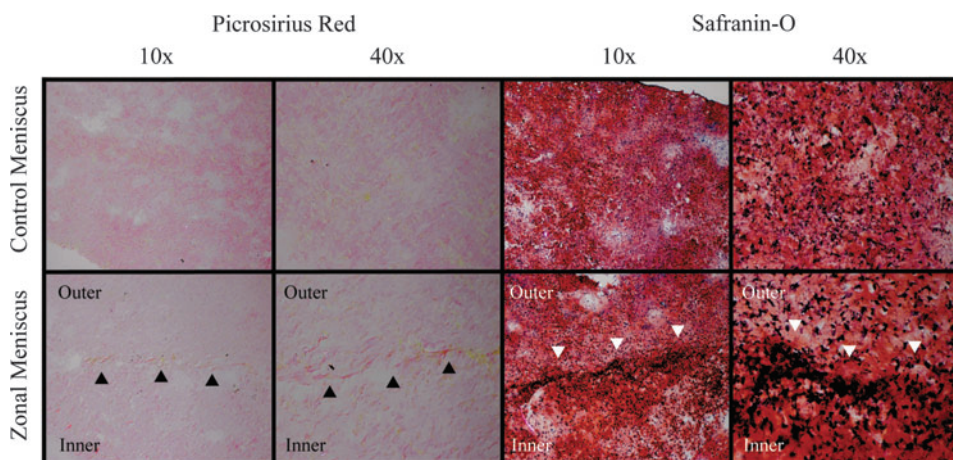 Picrosirius Red
Safranin-O
10x
40x
10x
40x
Control Meniscus
Zonal Meniscus
Outer
Outer
Outer
Outer
Inner
Inner
Inner
Inner